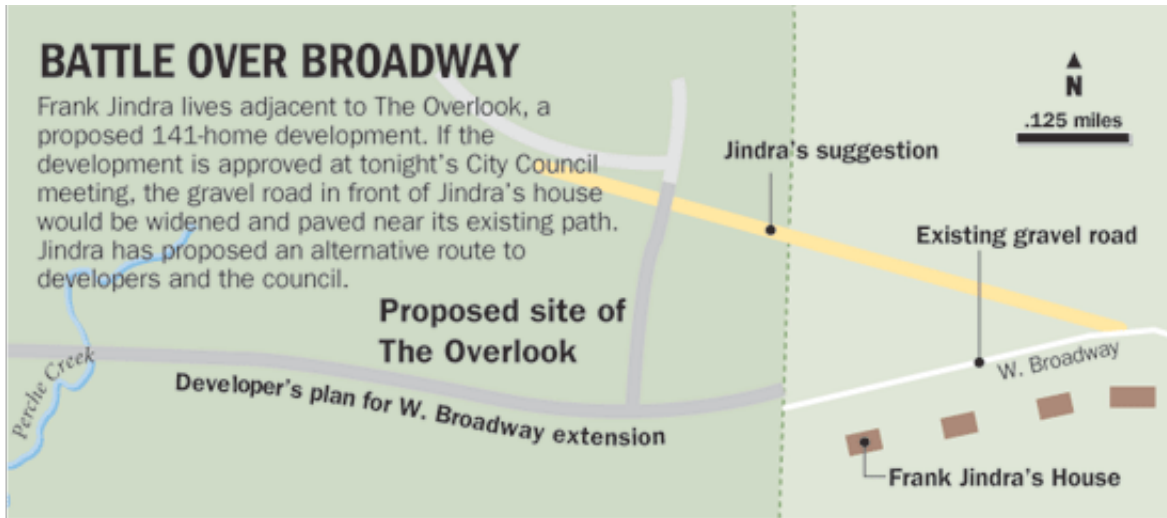 BATTLE OVER BROADWAY
Frank Jindra lives adjacent to The Overlook, a
proposed 141-home development. If the
development is approved at tonight's City Council
meeting, the gravel road in front of Jindra's house
would be widened and paved near its existing path.
Jindra has proposed an alternative route to
developers and the council.
N
.125 miles
Jindra's suggestion
Existing gravel road
Proposed site of
The Overlook
W. Broadway
Perche Creek
Developer's plan for W. Broadway extension
Frank Jindra's House